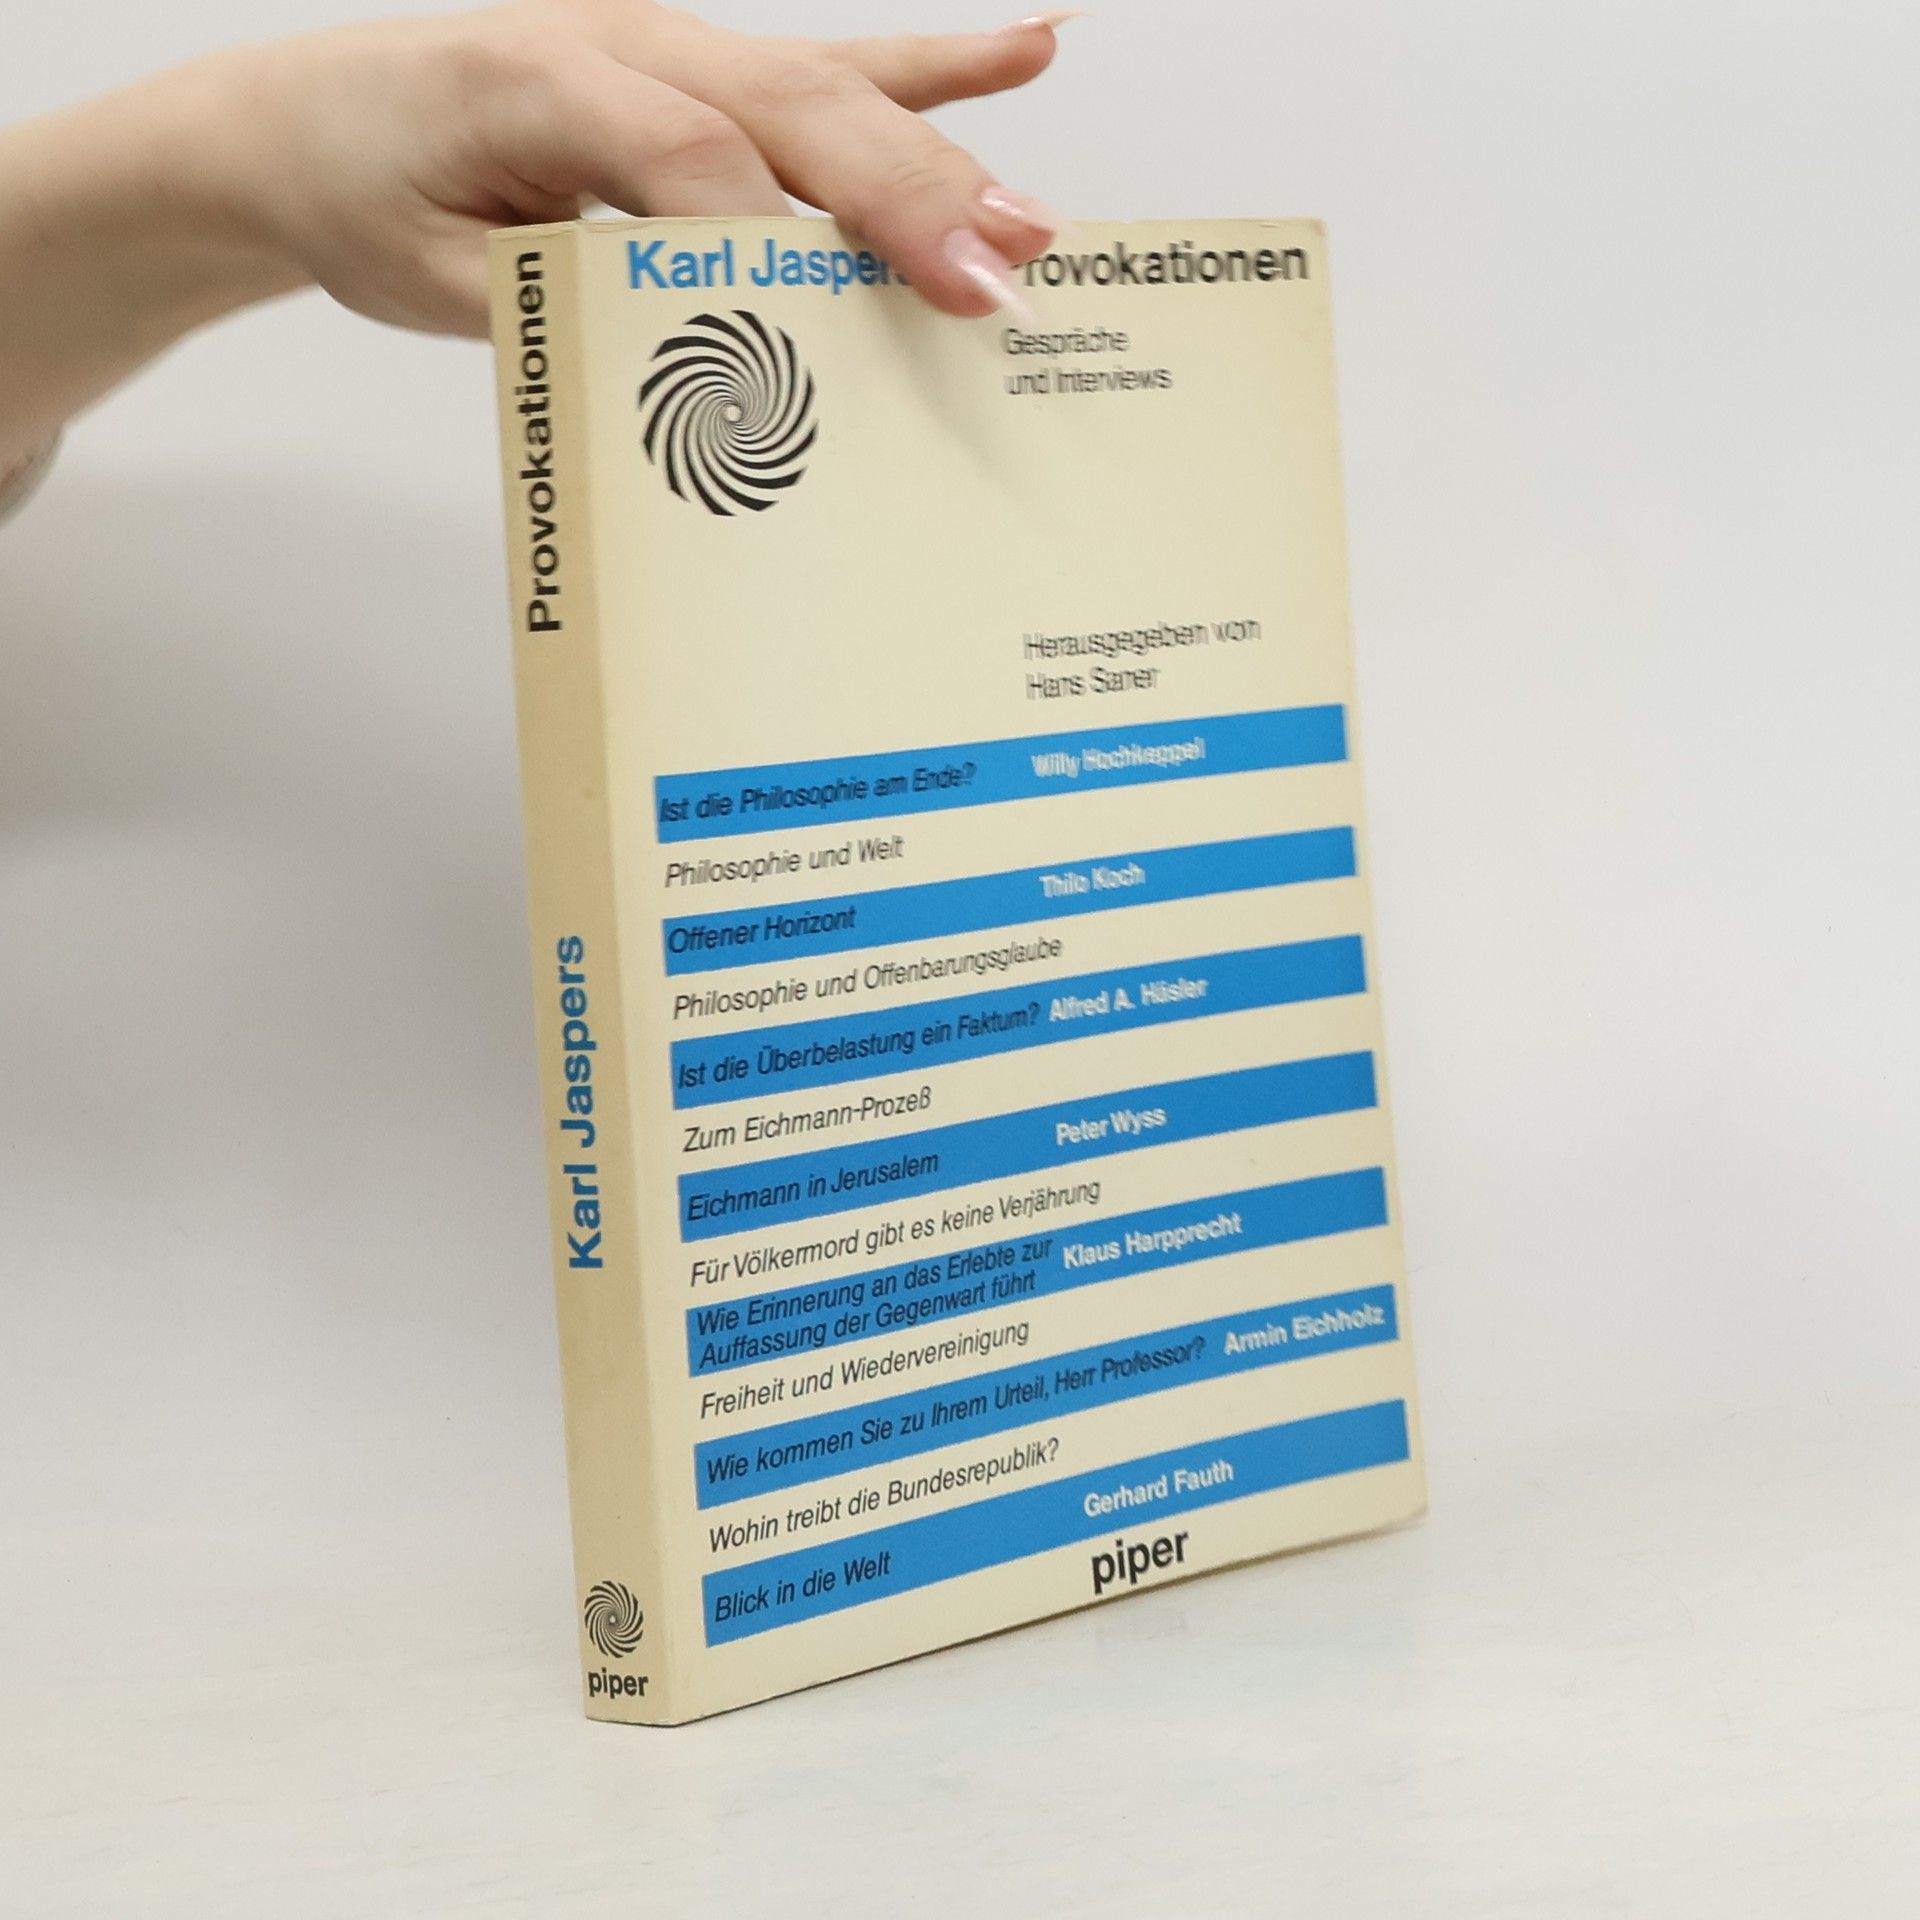 Provokationen
Karl Jaspers
piper
Karl Jaspers Provokationen
Gespräche
und Interviews
Herausgegeben von
Hans Saner
Ist die Philosophie am Ende? Willy Hochkeppel
Philosophie und Welt
Offener Horizont Thilo Koch
Philosophie und Offenbarungsglaube
Ist die Überbelastung ein Faktum? Alfred A. Häsler
Zum Eichmann-Prozeß
Eichmann in Jerusalem Peter Wyss
Für Völkermord gibt es keine Verjährung
Wie Erinnerung an das Erlebte zur Klaus Harpprecht
Auffassung der Gegenwart führt
Freiheit und Wiedervereinigung
Wie kommen Sie zu Ihrem Urteil, Herr Professor? Armin Eichholz
Wohin treibt die Bundesrepublik?
Blick in die Welt Gerhard Fauth
piper